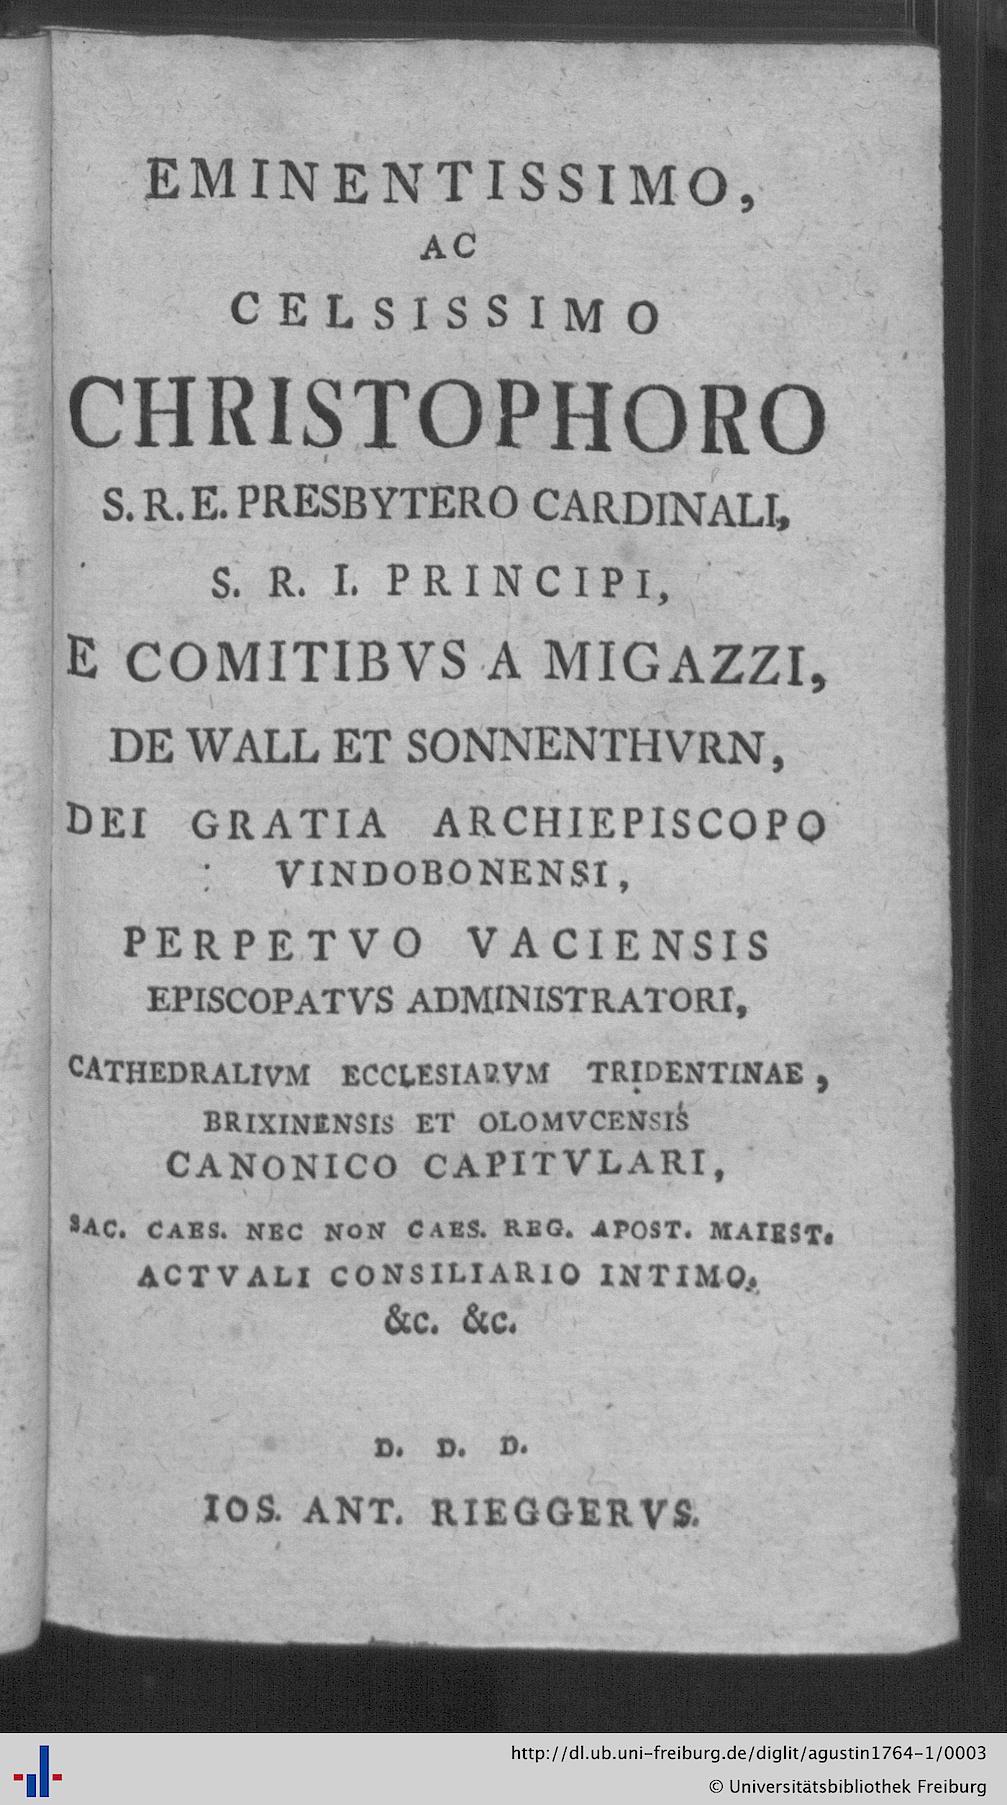 EMINENTISSIMO,
AC
CELSISSIMO
CHRISTOPHORO
S. R. E. PRESBYTERO CARDINALI,
S. R. I. PRINCIPI,
E COMITIBVS A MIGAZZI,
DE WALL ET SONNENTHVRN,
DEI GRATIA ARCHIEPISCOPO
VINDOBONENSI,
PERPETVO VACIENSIS
EPISCOPATVS ADMINISTRATORI,
CATHEDRALIVM ECCLESIARVM TRIDENTINAE,
BRIXINENSIS ET OLOMVCENSIS
CANONICO CAPITVLARI,
SAC. CAES. NEC NON CAES. REG. APOST. MAIEST.
ACTVALI CONSILIARIO INTIMO.
&c. &c.
D. D. D.
IOS. ANT. RIEGGERVS.
http://dl.ub.uni-freiburg.de/diglit/agustin1764-1/0003
© Universitätsbibliothek Freiburg